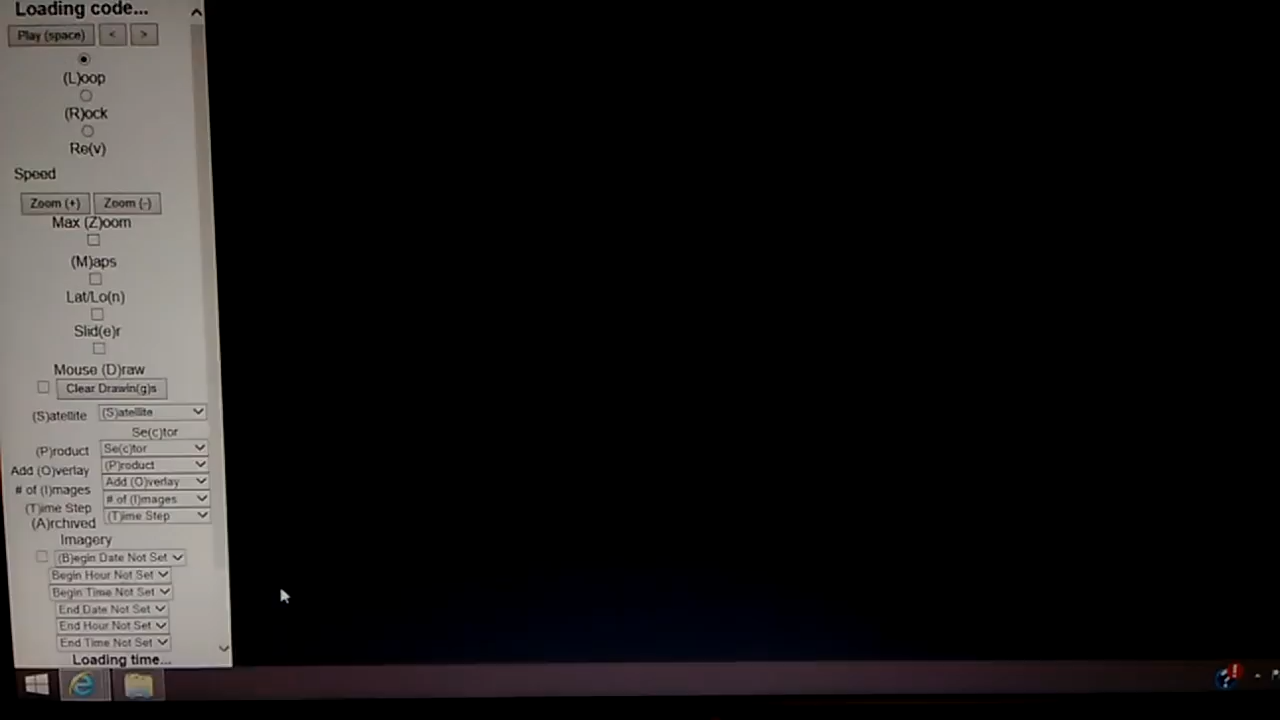 Loading code...
Play (space) < >
(L)oop
(R)ock
Re(v)
Speed
Zoom (+) Zoom (-)
Max (Z)oom
(M)aps
Lat/Lo(n)
Slid(e)r
Mouse (D)raw
Clear Drawin(g)s
(S)atellite (S)atellite
Se(c)tor
(P)roduct Se(c)tor
(P)roduct
Add (O)verlay Add (O)verlay
# of (I)mages # of (I)mages
(T)ime Step (T)ime Step
(A)rchived
Imagery
(B)egin Date Not Set
Begin Hour Not Set
Begin Time Not Set
End Date Not Set
End Hour Not Set
End Time Not Set
Loading time...